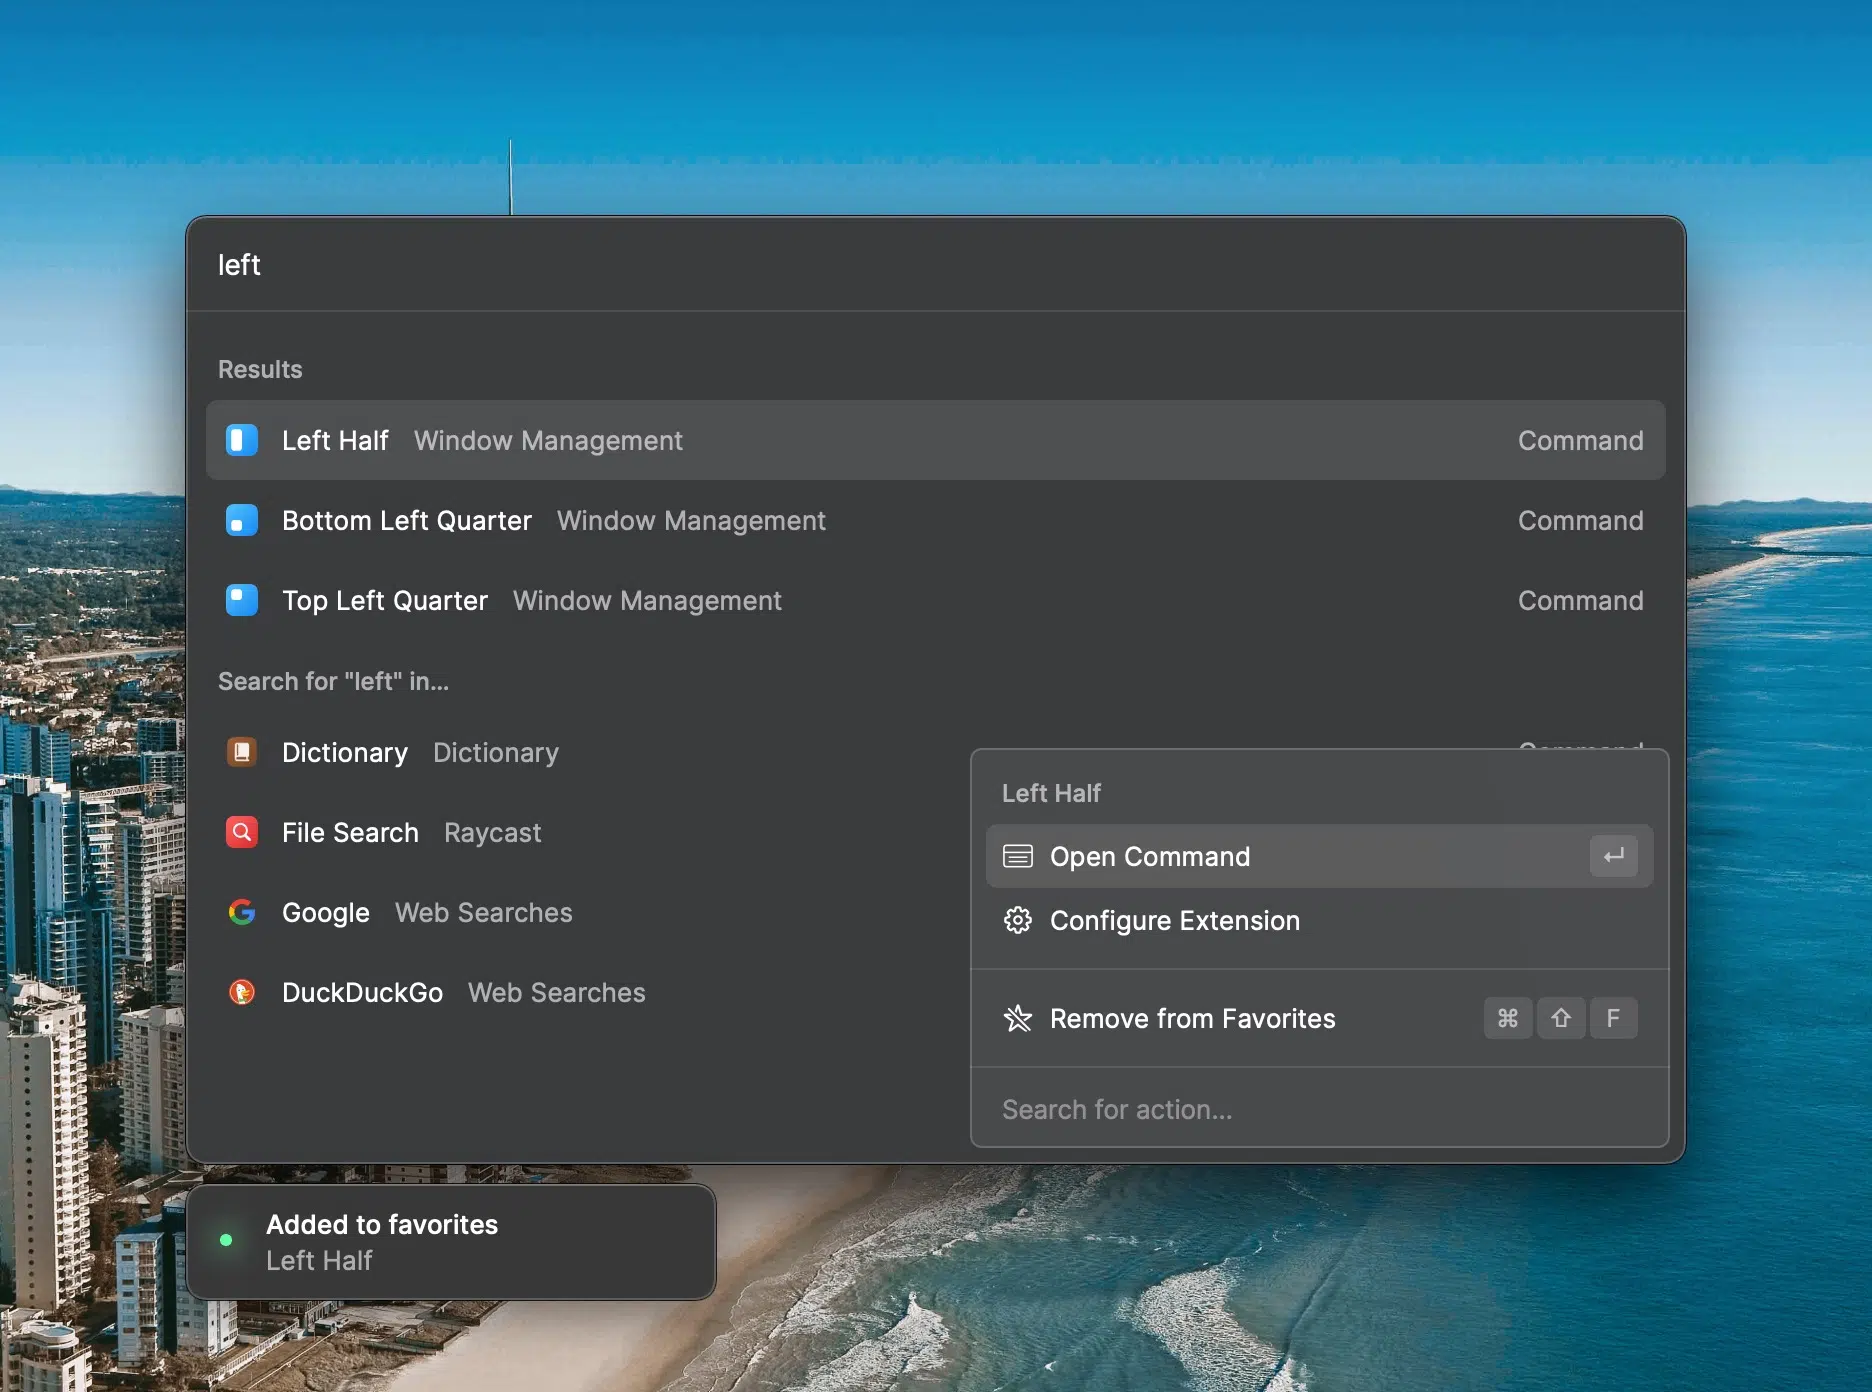 left
Results
Left Half Window Management Command
Bottom Left Quarter Window Management Command
Top Left Quarter Window Management Command
Search for "left" in...
Dictionary Dictionary Command
File Search Raycast
Google Web Searches
DuckDuckGo Web Searches
Left Half
Open Command ↵
Configure Extension
Remove from Favorites ⌘ ⇧ F
Search for action...
Added to favorites
Left Half